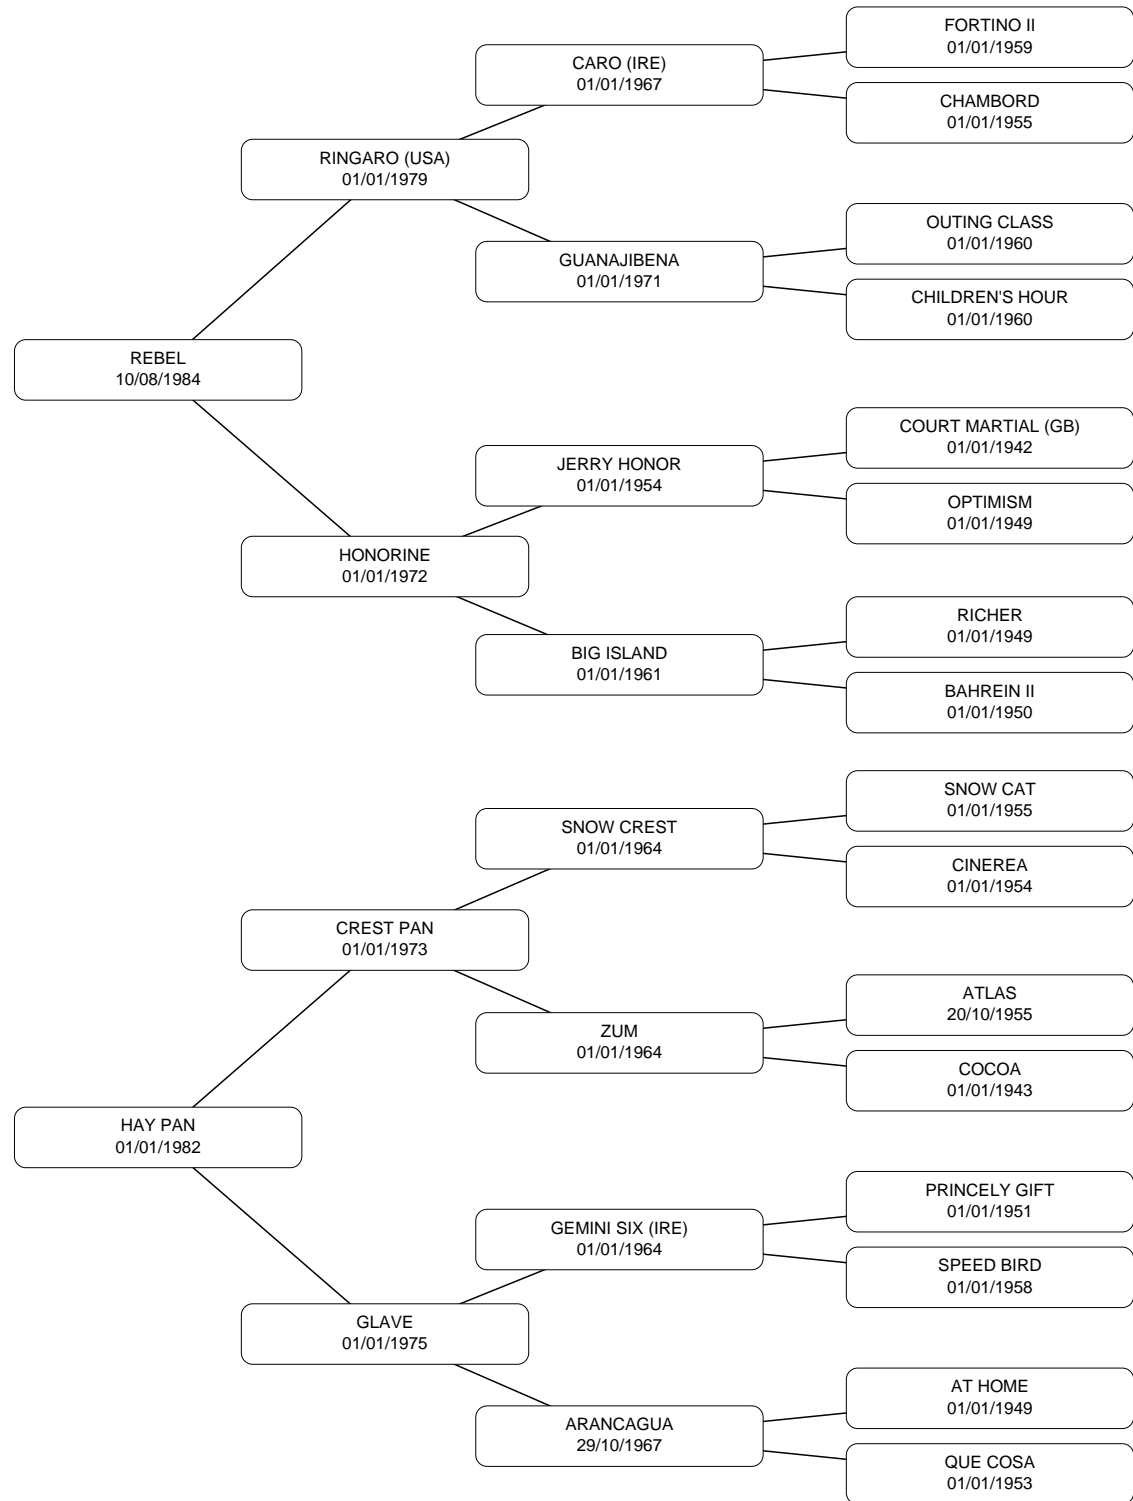 FORTINO II
01/01/1959
CARO (IRE)
01/01/1967
CHAMBORD
01/01/1955
RINGARO (USA)
01/01/1979
OUTING CLASS
01/01/1960
GUANAJIBENA
01/01/1971
CHILDREN'S HOUR
01/01/1960
REBEL
10/08/1984
COURT MARTIAL (GB)
01/01/1942
JERRY HONOR
01/01/1954
OPTIMISM
01/01/1949
HONORINE
01/01/1972
RICHER
01/01/1949
BIG ISLAND
01/01/1961
BAHREIN II
01/01/1950
SNOW CAT
01/01/1955
SNOW CREST
01/01/1964
CINEREA
01/01/1954
CREST PAN
01/01/1973
ATLAS
20/10/1955
ZUM
01/01/1964
COCOA
01/01/1943
HAY PAN
01/01/1982
PRINCELY GIFT
01/01/1951
GEMINI SIX (IRE)
01/01/1964
SPEED BIRD
01/01/1958
GLAVE
01/01/1975
AT HOME
01/01/1949
ARANCAGUA
29/10/1967
QUE COSA
01/01/1953